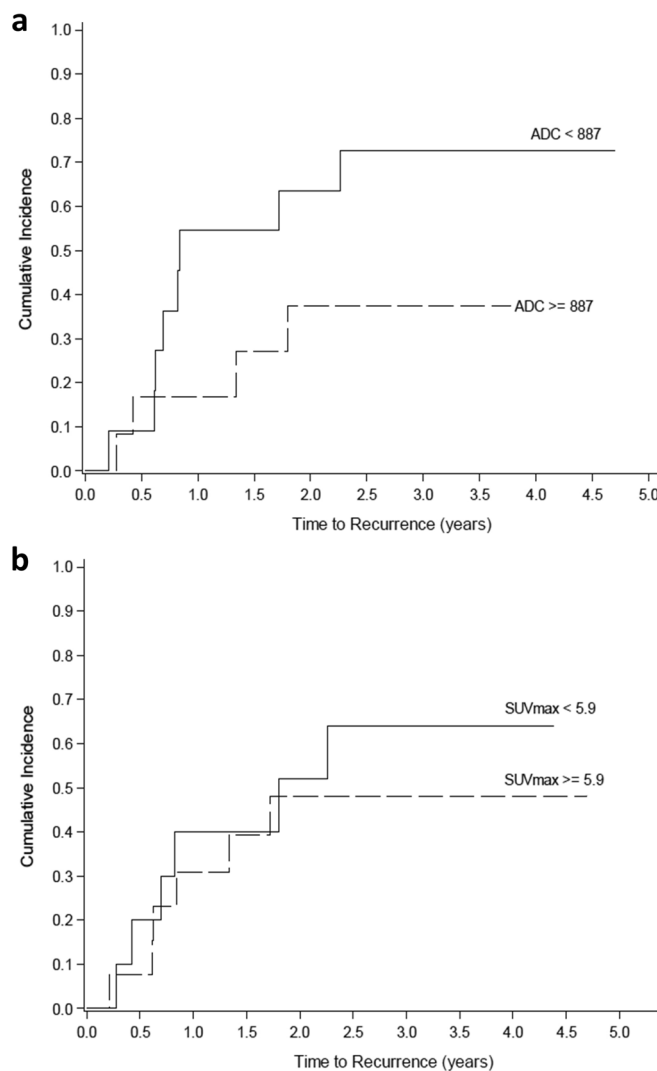 a
1.0
0.9
0.8
0.7
0.6
0.5
0.4
0.3
0.2
0.1
0.0
Cumulative Incidence
ADC < 887
ADC >= 887
0.0 0.5 1.0 1.5 2.0 2.5 3.0 3.5 4.0 4.5 5.0
Time to Recurrence (years)
b
1.0
0.9
0.8
0.7
0.6
0.5
0.4
0.3
0.2
0.1
0.0
Cumulative Incidence
SUVmax < 5.9
SUVmax >= 5.9
0.0 0.5 1.0 1.5 2.0 2.5 3.0 3.5 4.0 4.5 5.0
Time to Recurrence (years)